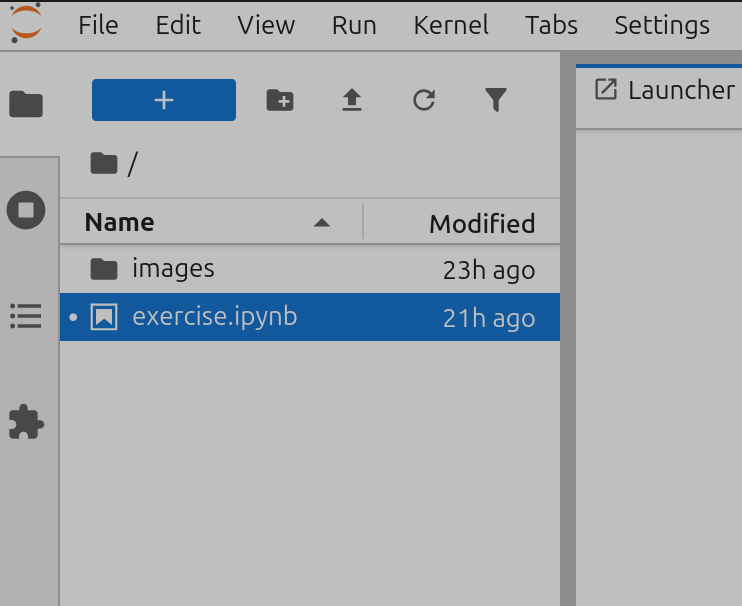 File Edit View Run Kernel Tabs Settings
Launcher
/
Name Modified
images 23h ago
exercise.ipynb 21h ago